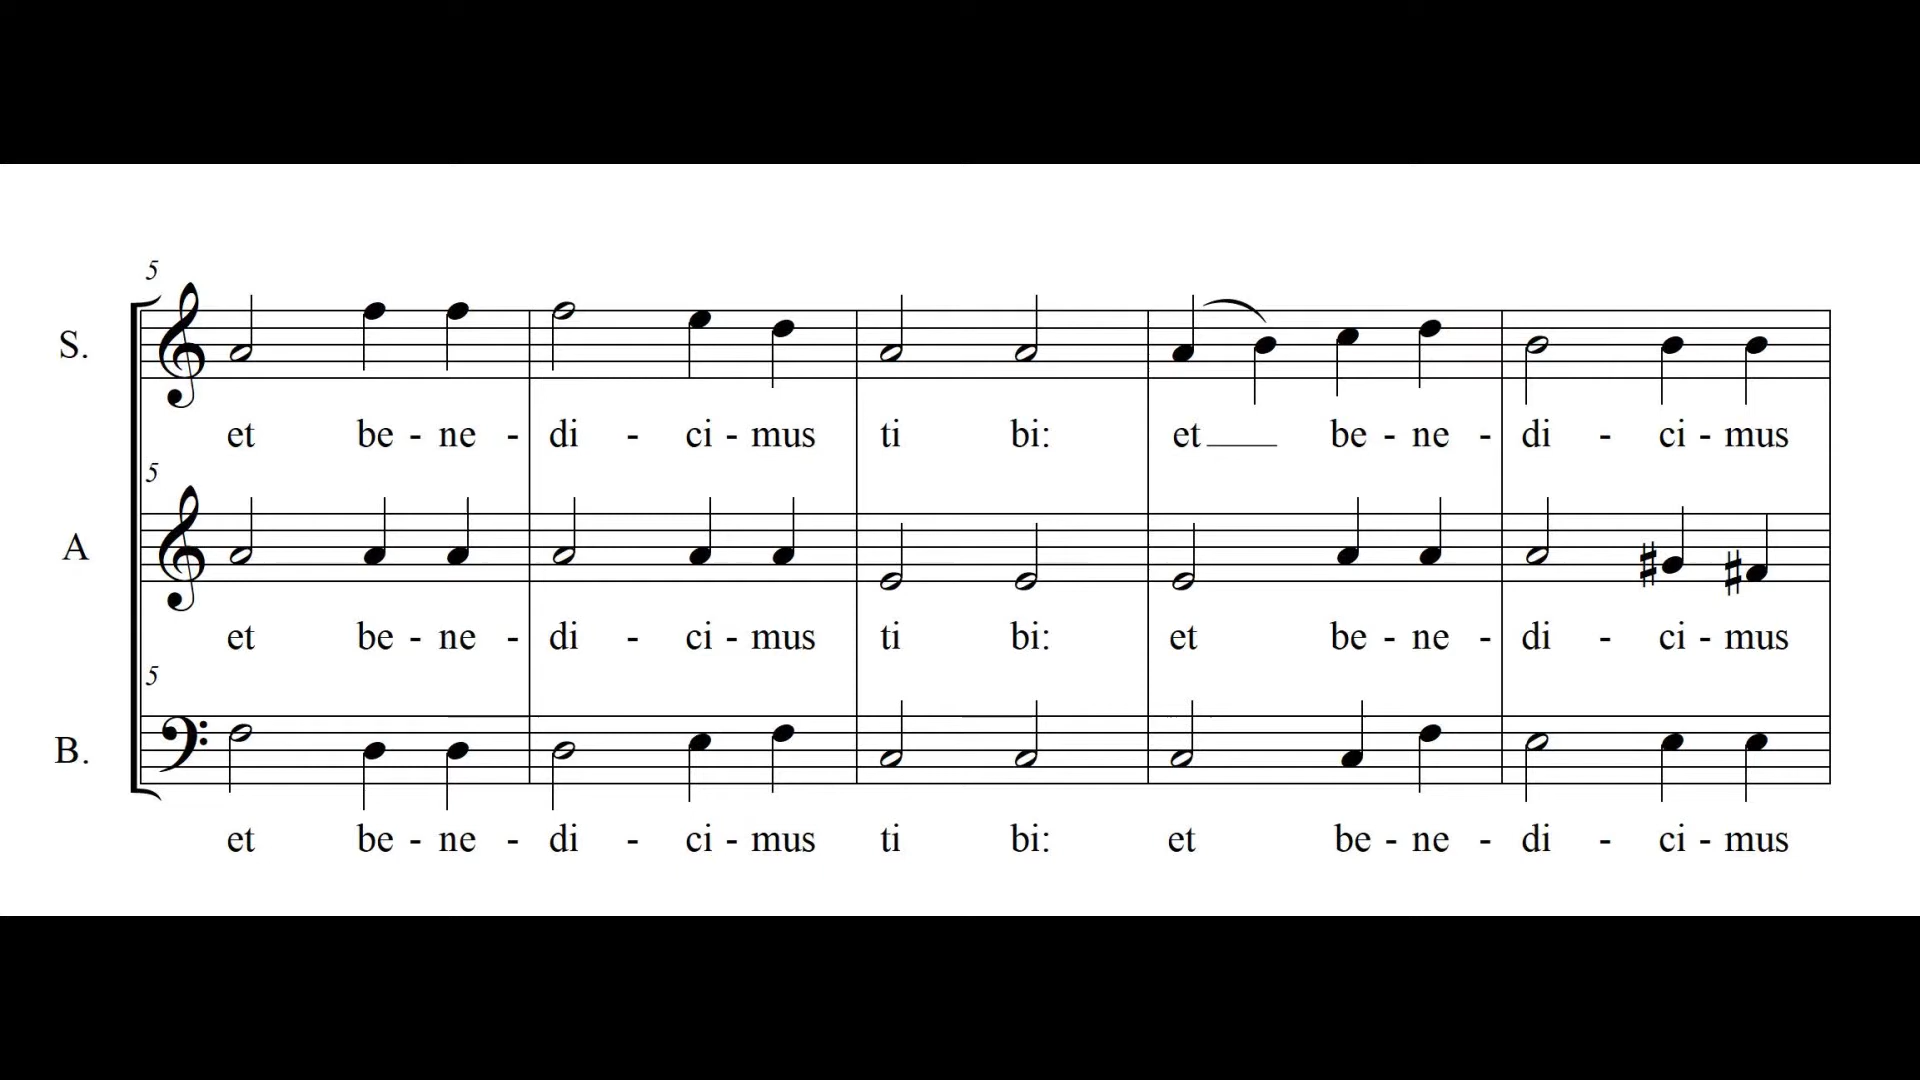 5
S.
et be - ne - di - ci - mus ti bi: et be - ne - di - ci - mus
5
A
et be - ne - di - ci - mus ti bi: et be - ne - di - ci - mus
5
B.
et be - ne - di - ci - mus ti bi: et be - ne - di - ci - mus